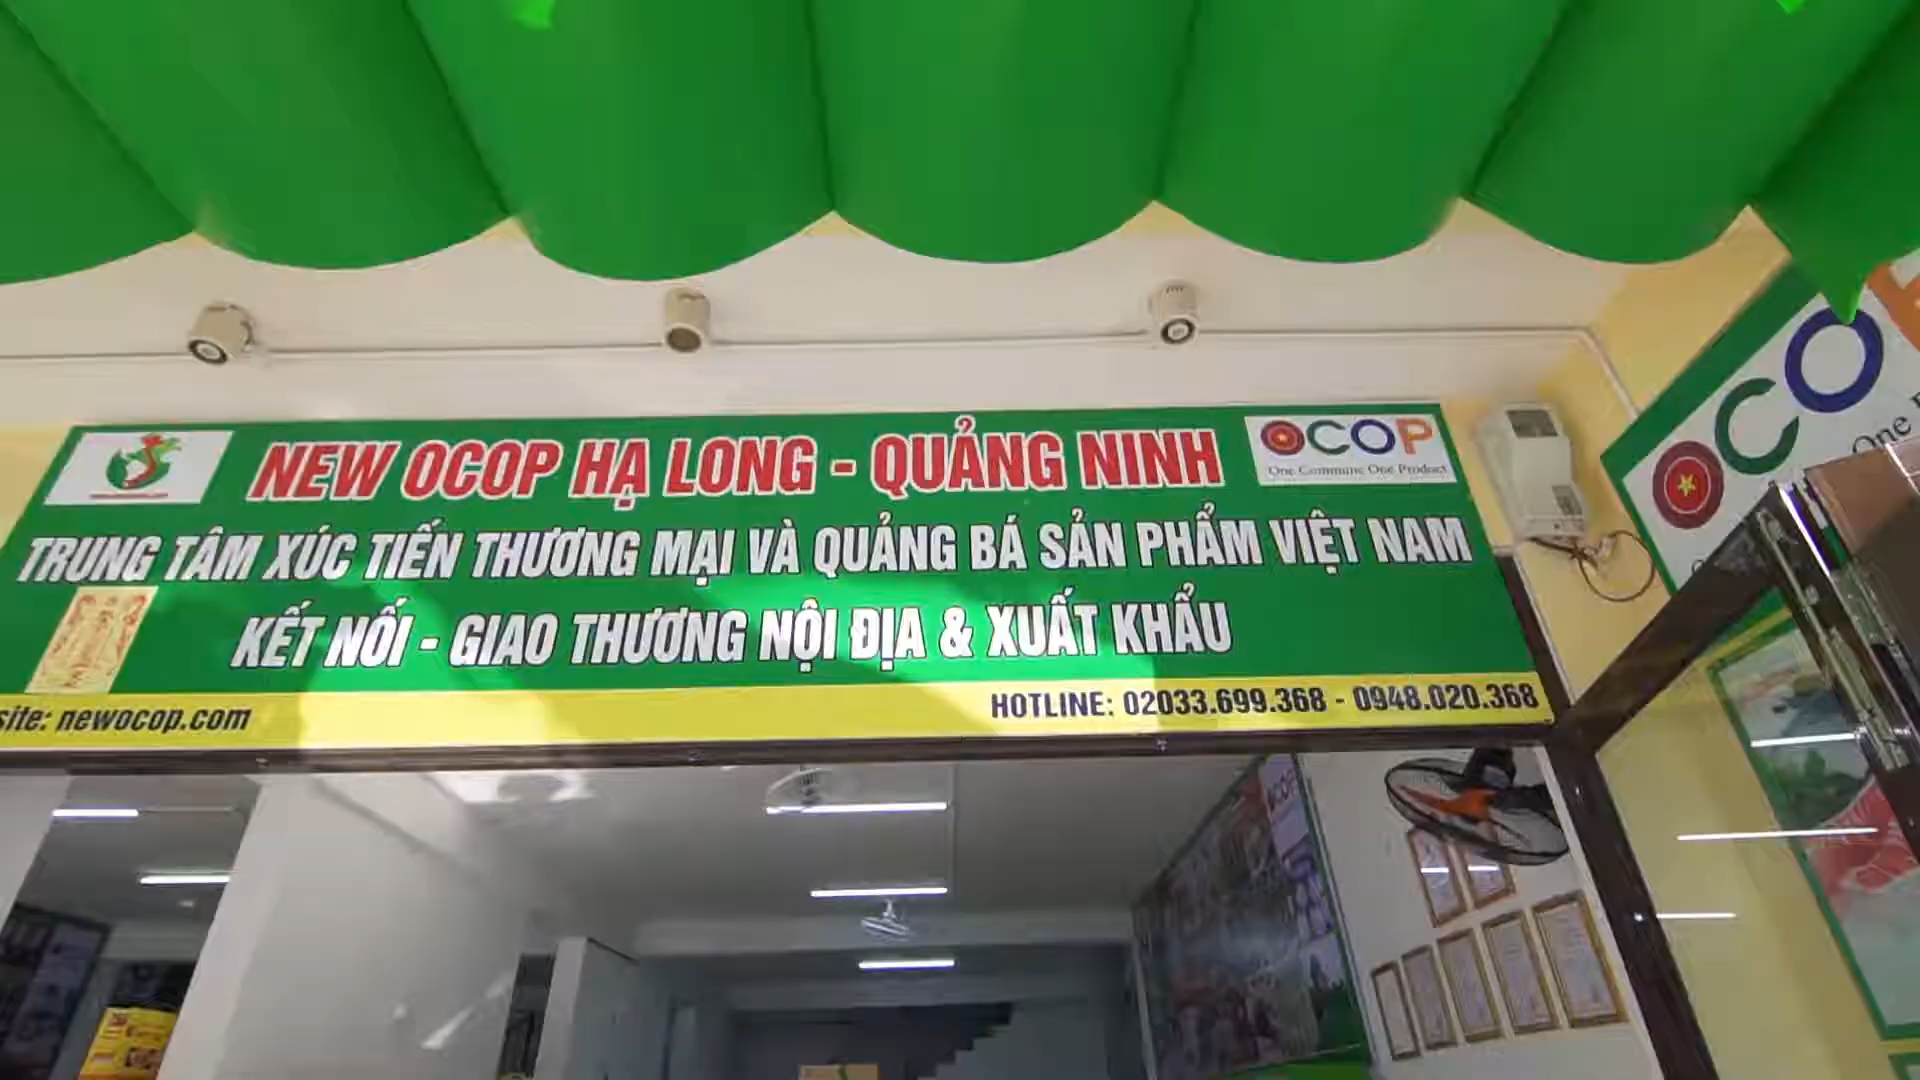 NEW OCOP HẠ LONG - QUẢNG NINH
OCOP
One Commune One Product
TRUNG TÂM XÚC TIẾN THƯƠNG MẠI VÀ QUẢNG BÁ SẢN PHẨM VIỆT NAM
KẾT NỐI - GIAO THƯƠNG NỘI ĐỊA & XUẤT KHẨU
site: newocop.com
HOTLINE: 02033.699.368 - 0948.020.368
OCO
One